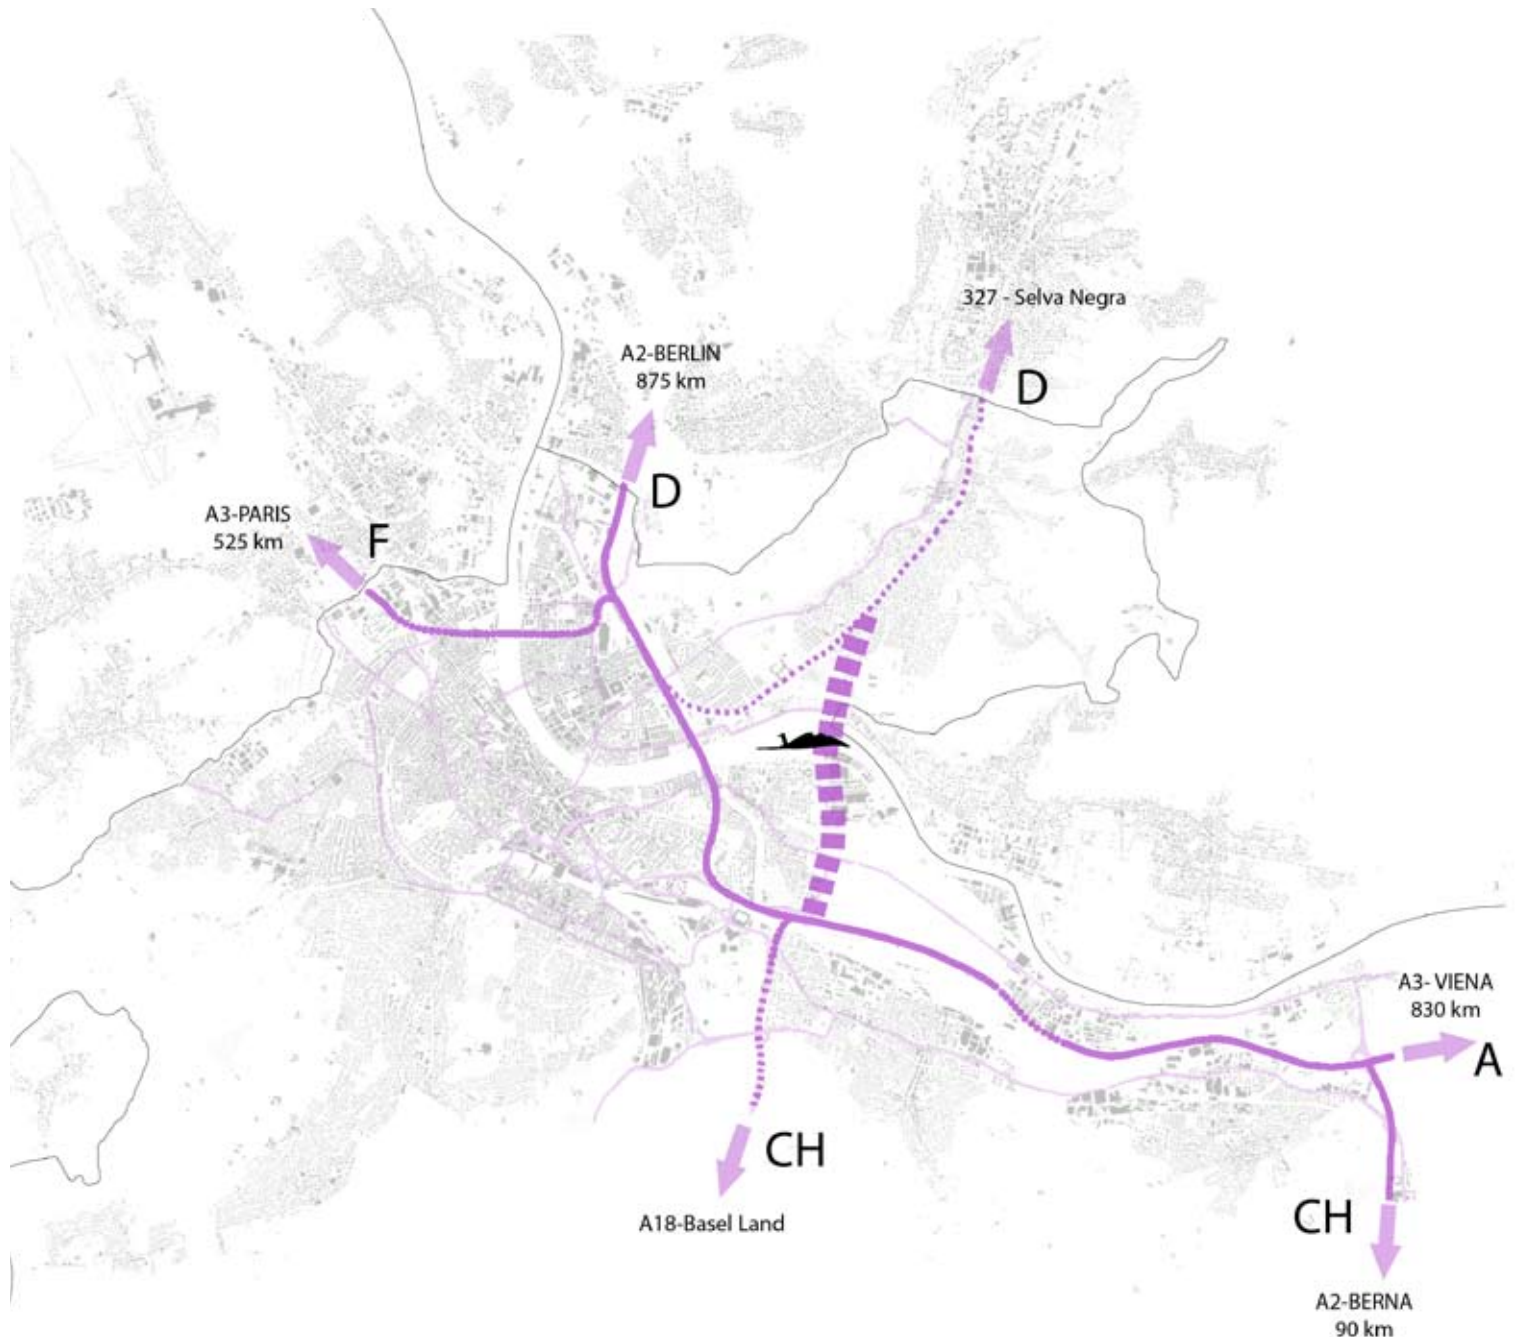 327 - Selva Negra
A2-BERLIN
875 km
D
D
A3-PARIS
525 km
F
A3- VIENA
830 km
A
CH
CH
A18-Basel Land
A2-BERNA
90 km